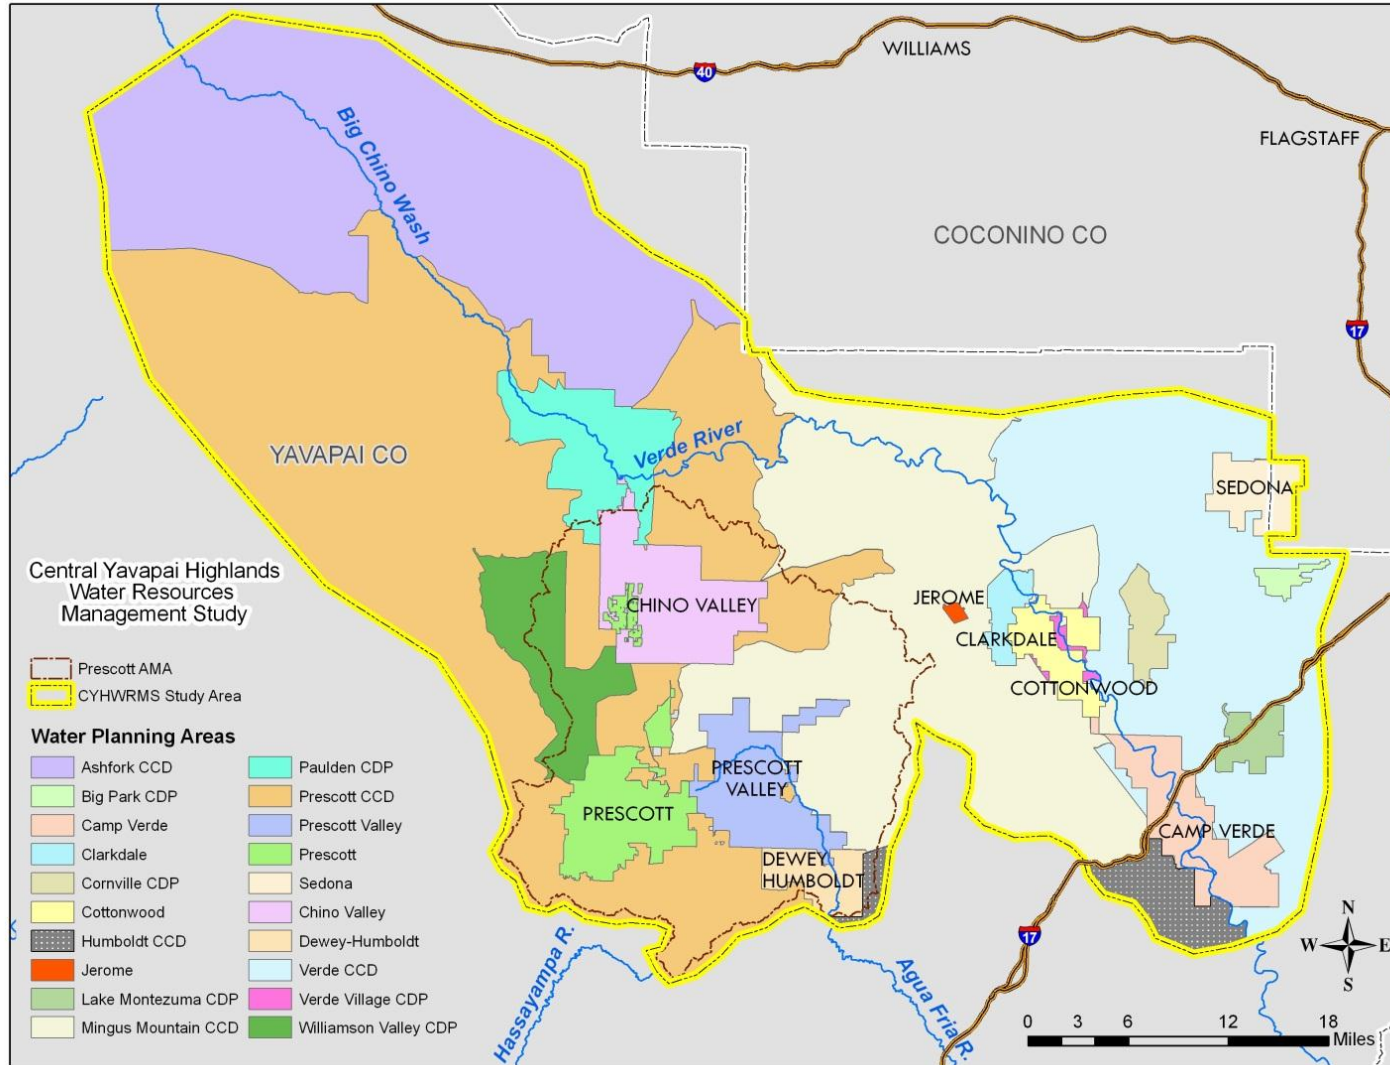 WILLIAMS
40
FLAGSTAFF
Big Chino Wash
COCONINO CO
17
YAVAPAI CO
Verde River
SEDONA
Central Yavapai Highlands
Water Resources
Management Study
CHINO VALLEY
JEROME
CLARKDALE
COTTONWOOD
Prescott AMA
CYHWRMS Study Area
Water Planning Areas
Ashfork CCD
Big Park CDP
Camp Verde
Clarkdale
Cornville CDP
Cottonwood
Humboldt CCD
Jerome
Lake Montezuma CDP
Mingus Mountain CCD
Paulden CDP
Prescott CCD
Prescott Valley
Prescott
Sedona
Chino Valley
Dewey-Humboldt
Verde CCD
Verde Village CDP
Williamson Valley CDP
PRESCOTT
VALLEY
PRESCOTT
CAMP VERDE
DEWEY
HUMBOLDT
Hassayampa R.
Agua Fria R.
17
N
W E
S
0 3 6 12 18
Miles